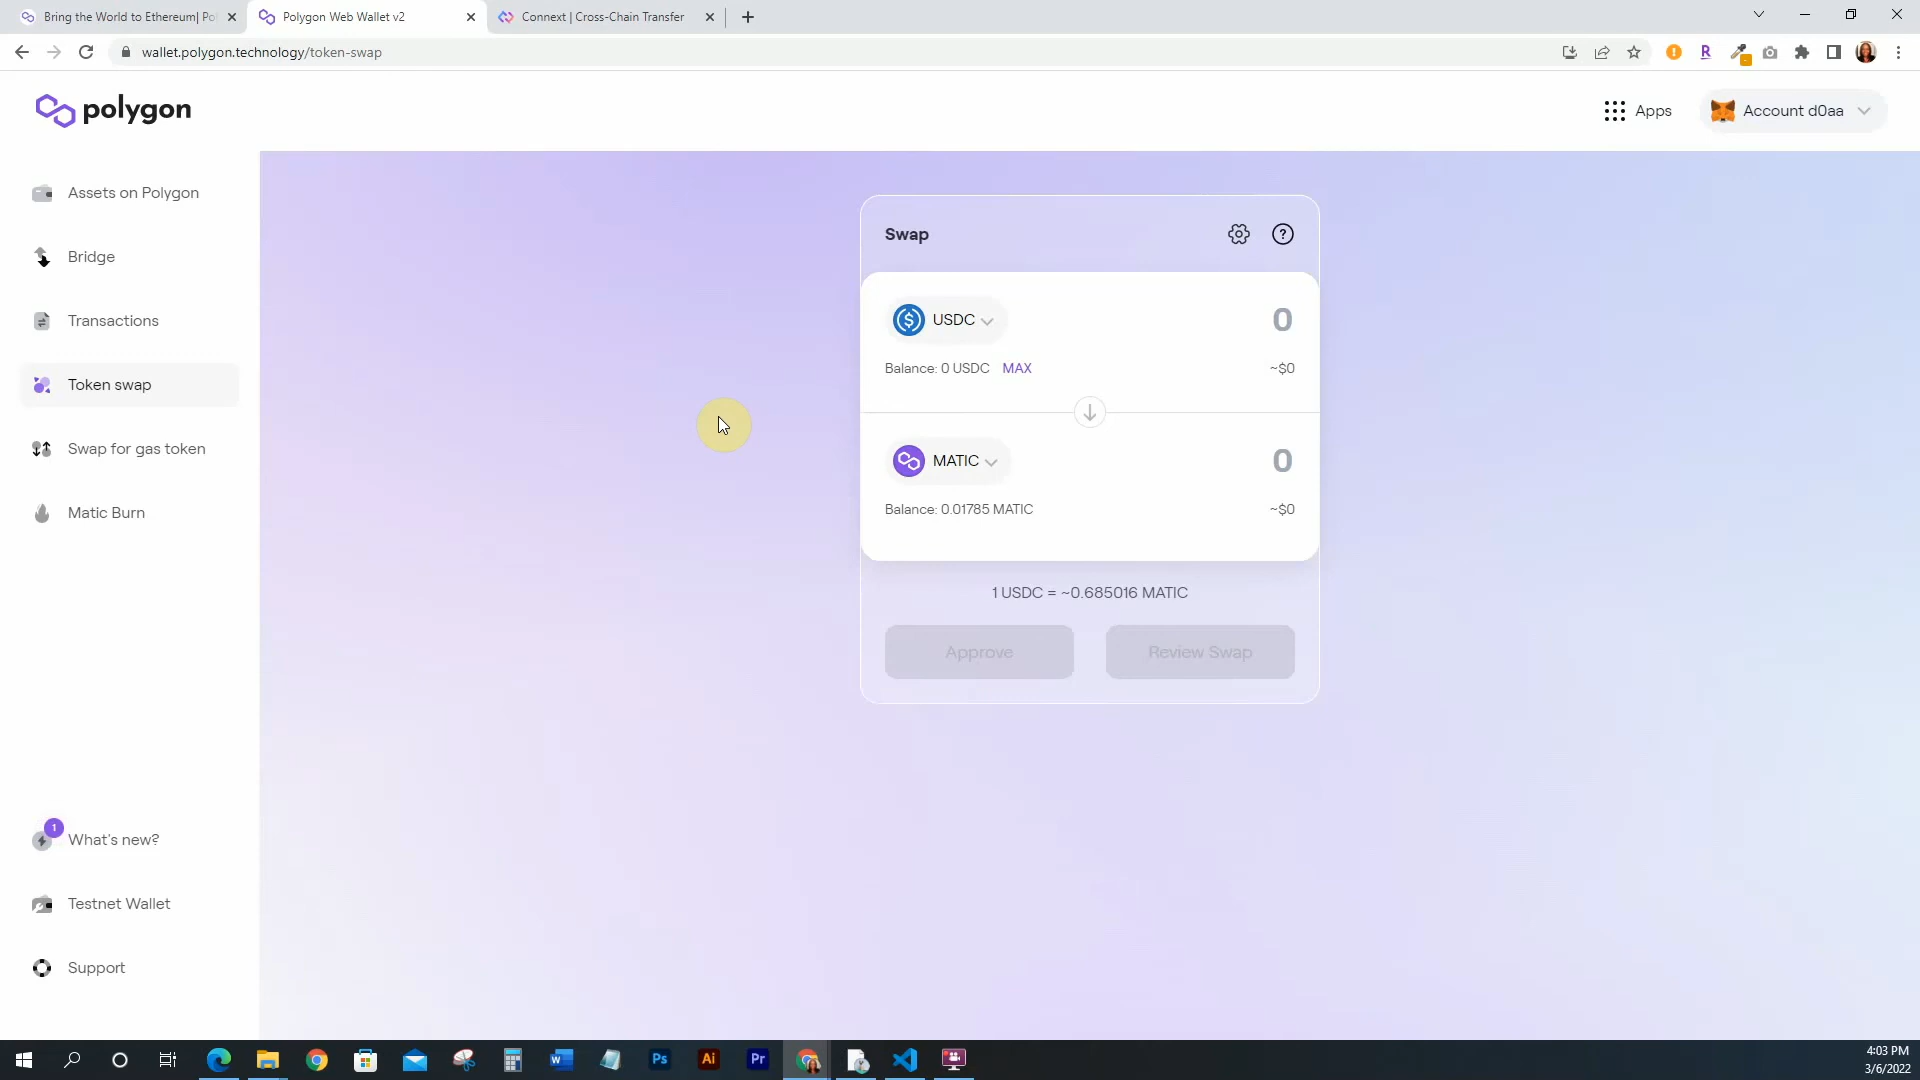 Bring the World to Ethereum| Po
Polygon Web Wallet v2
Connext | Cross-Chain Transfer
wallet.polygon.technology/token-swap
R
polygon
Apps
Account d0aa
Assets on Polygon
Bridge
Transactions
Token swap
Swap for gas token
Matic Burn
1
What's new?
Testnet Wallet
Support
Swap
?
USDC
0
Balance: 0 USDC MAX
~$0
MATIC
0
Balance: 0.01785 MATIC
~$0
1 USDC = ~0.685016 MATIC
Approve
Review Swap
W
Ps
Ai
Pr
4:03 PM
3/6/2022